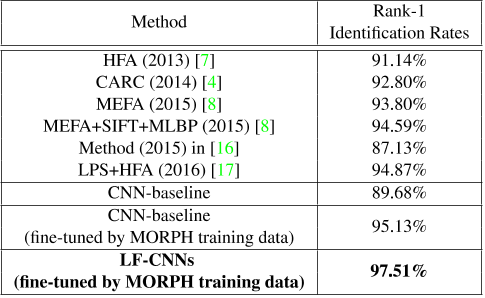 Method Rank-1 Identification Rates
HFA (2013) [7] 91.14%
CARC (2014) [4] 92.80%
MEFA (2015) [8] 93.80%
MEFA+SIFT+MLBP (2015) [8] 94.59%
Method (2015) in [16] 87.13%
LPS+HFA (2016) [17] 94.87%
CNN-baseline 89.68%
CNN-baseline
(fine-tuned by MORPH training data) 95.13%
LF-CNNs
(fine-tuned by MORPH training data) 97.51%